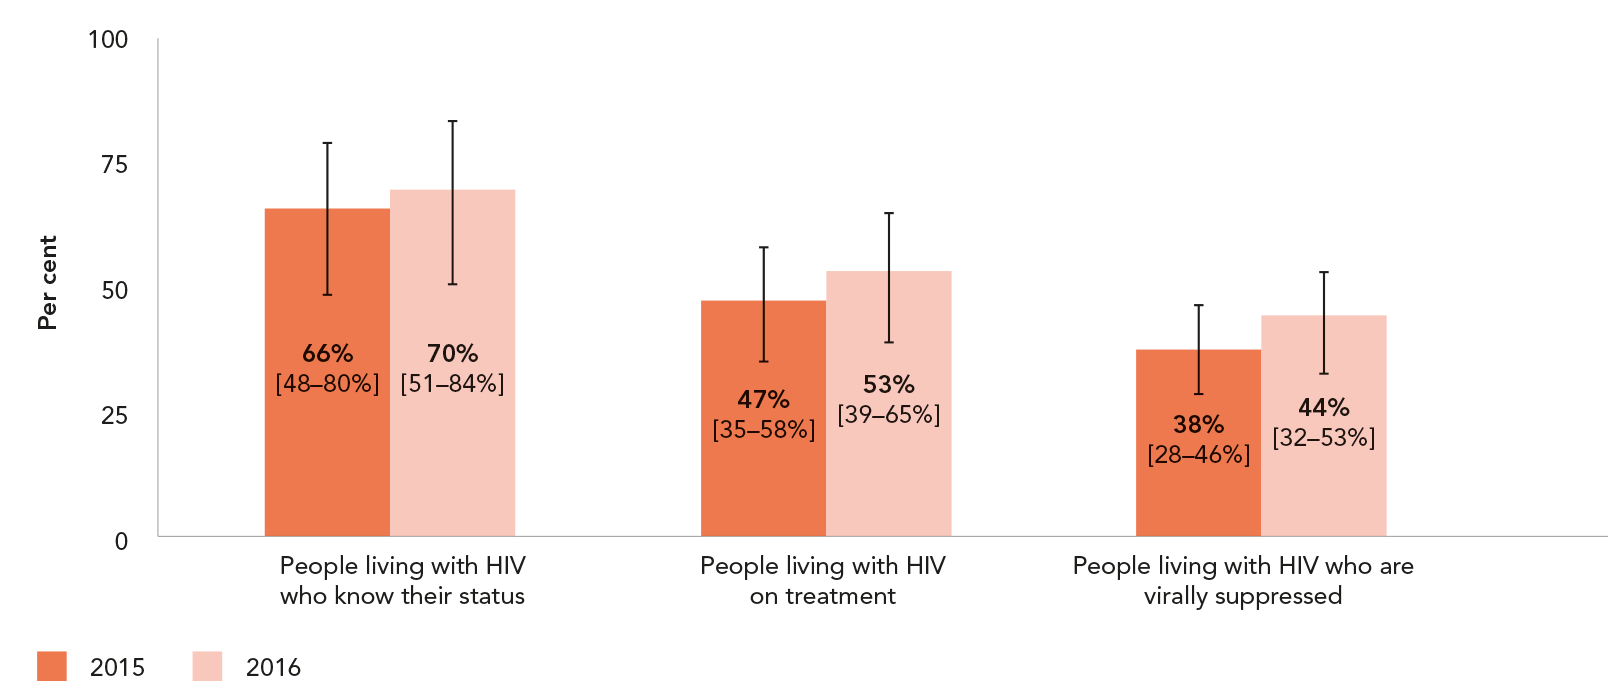 100
75
50
25
0
Per cent
66%
[48–80%]
70%
[51–84%]
47%
[35–58%]
53%
[39–65%]
38%
[28–46%]
44%
[32–53%]
People living with HIV
who know their status
People living with HIV
on treatment
People living with HIV who are
virally suppressed
2015
2016